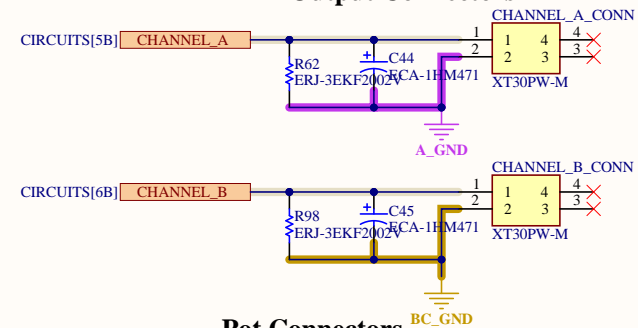 CHANNEL_A_CONN
CIRCUITS[5B] CHANNEL_A
1 1 4 4
2 2 3 3
R62 C44
ERJ-3EKF2002V ECA-1HM471
XT30PW-M
A_GND
CHANNEL_B_CONN
CIRCUITS[6B] CHANNEL_B
1 1 4 4
2 2 3 3
R98 C45
ERJ-3EKF2002V ECA-1HM471
XT30PW-M
BC_GND
Connectors